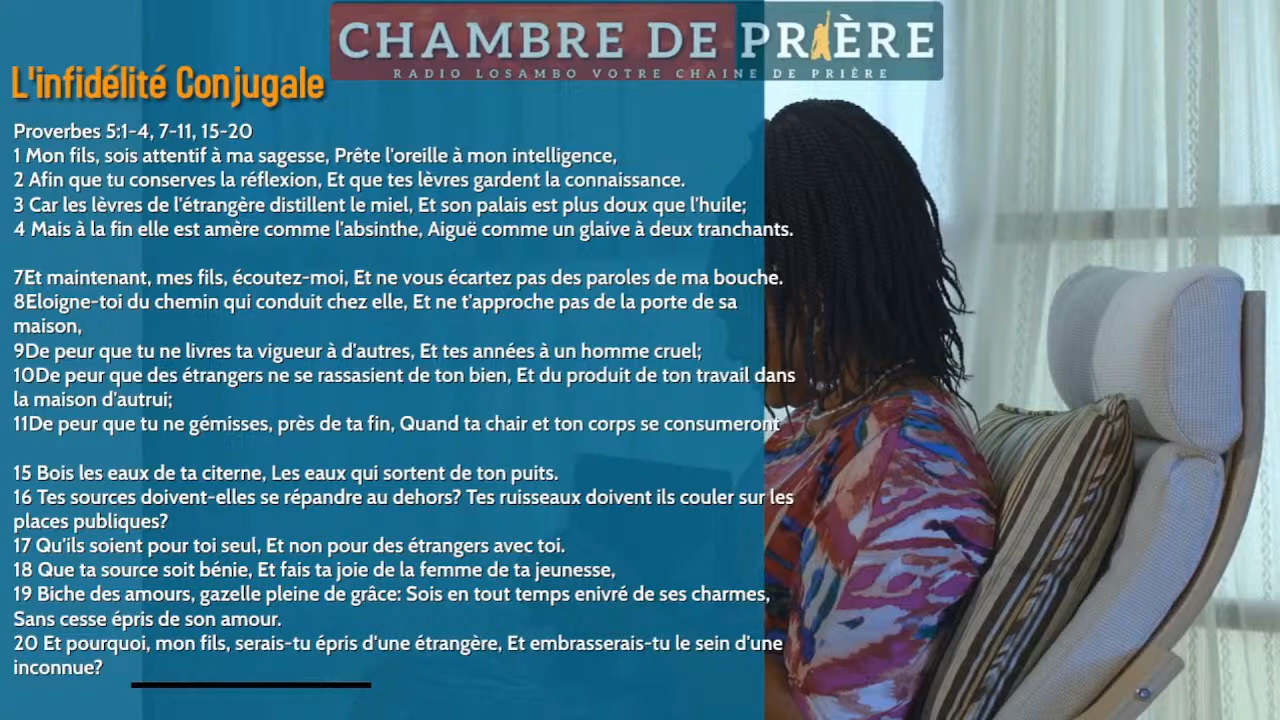 CHAMBRE DE PRIÈRE
RADIO LOSAMBO VOTRE CHAINE DE PRIÈRE
L'infidélité Conjugale
Proverbes 5:1-4, 7-11, 15-20
1 Mon fils, sois attentif à ma sagesse, Prête l'oreille à mon intelligence,
2 Afin que tu conserves la réflexion, Et que tes lèvres gardent la connaissance.
3 Car les lèvres de l'étrangère distillent le miel, Et son palais est plus doux que l'huile;
4 Mais à la fin elle est amère comme l'absinthe, Aiguë comme un glaive à deux tranchants.
7Et maintenant, mes fils, écoutez-moi, Et ne vous écartez pas des paroles de ma bouche.
8Eloigne-toi du chemin qui conduit chez elle, Et ne t'approche pas de la porte de sa
maison,
9De peur que tu ne livres ta vigueur à d'autres, Et tes années à un homme cruel;
10De peur que des étrangers ne se rassasient de ton bien, Et du produit de ton travail dans
la maison d'autrui;
11De peur que tu ne gémisses, près de ta fin, Quand ta chair et ton corps se consumeront
15 Bois les eaux de ta citerne, Les eaux qui sortent de ton puits.
16 Tes sources doivent-elles se répandre au dehors? Tes ruisseaux doivent ils couler sur les
places publiques?
17 Qu'ils soient pour toi seul, Et non pour des étrangers avec toi.
18 Que ta source soit bénie, Et fais ta joie de la femme de ta jeunesse,
19 Biche des amours, gazelle pleine de grâce: Sois en tout temps enivré de ses charmes,
Sans cesse épris de son amour.
20 Et pourquoi, mon fils, serais-tu épris d'une étrangère, Et embrasserais-tu le sein d'une
inconnue?